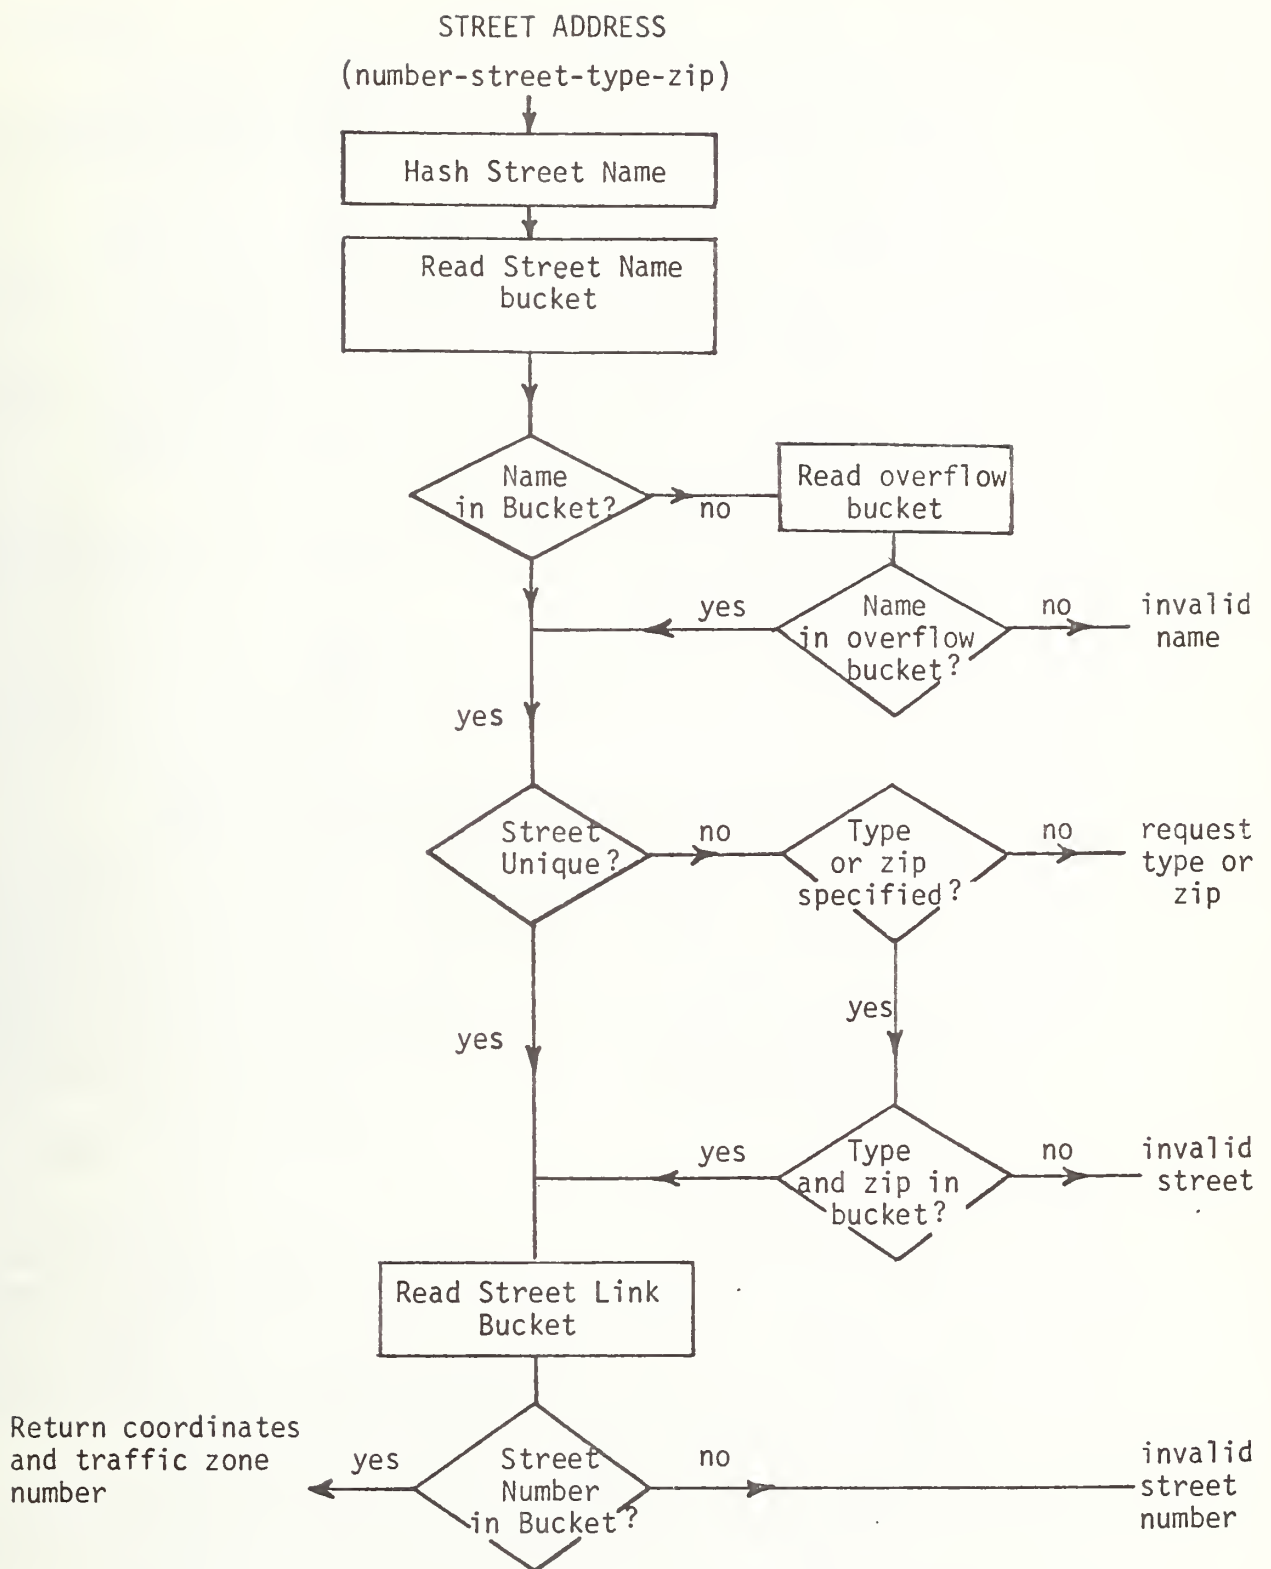 STREET ADDRESS
(number-street-type-zip)
Hash Street Name
Read Street Name
bucket
Name
in Bucket?
no
Read overflow
bucket
yes
Name
in overflow
bucket?
no
invalid
name
yes
Street
Unique?
no
Type
or zip
specified?
no
request
type or
zip
yes
yes
yes
Type
and zip in
bucket?
no
invalid
street
Read Street Link
Bucket
Return coordinates
and traffic zone
number
yes
Street
Number
in Bucket?
no
invalid
street
number